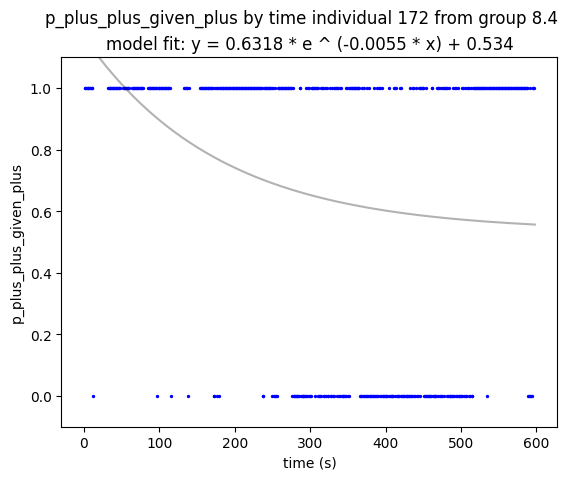 p_plus_plus_given_plus by time individual 172 from group 8.4
model fit: y = 0.6318 * e ^ (-0.0055 * x) + 0.534
p_plus_plus_given_plus
1.0
0.8
0.6
0.4
0.2
0.0
0 100 200 300 400 500 600
time (s)